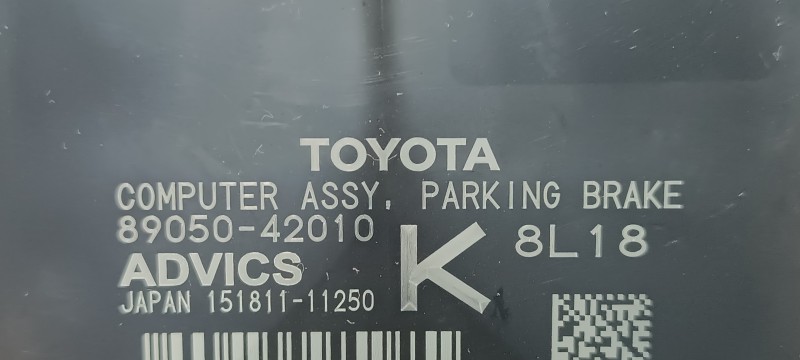 TOYOTA
COMPUTER ASSY, PARKING BRAKE
89050-42010 K 8L18
ADVICS
JAPAN 151811-11250